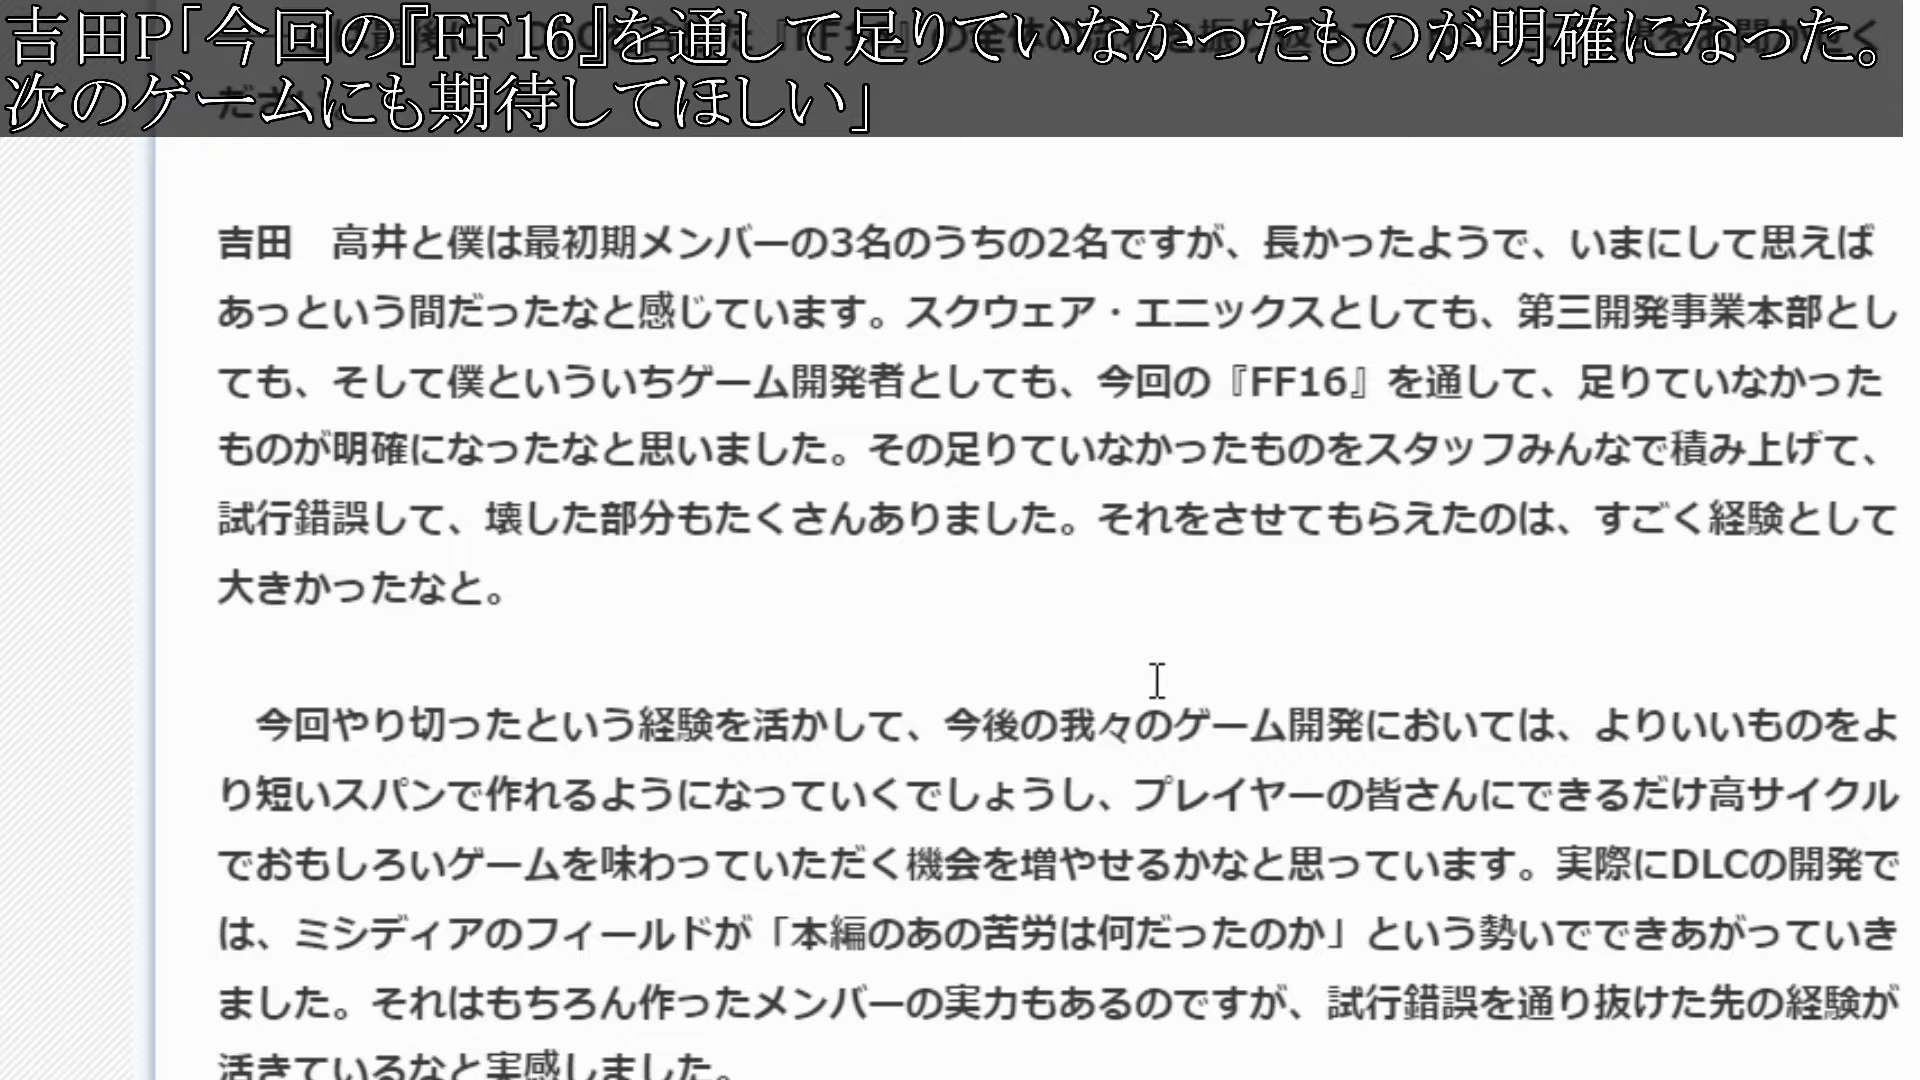 吉田P「今回の『FF16』を通して足りていなかったものが明確になった。
次のゲームにも期待してほしい」
吉田　高井と僕は最初期メンバーの3名のうちの2名ですが、長かったようで、いまにして思えば
あっという間だったなと感じています。スクウェア・エニックスとしても、第三開発事業本部とし
ても、そして僕といういちゲーム開発者としても、今回の『FF16』を通して、足りていなかった
ものが明確になったなと思いました。その足りていなかったものをスタッフみんなで積み上げて、
試行錯誤して、壊した部分もたくさんありました。それをさせてもらえたのは、すごく経験として
大きかったなと。
今回やり切ったという経験を活かして、今後の我々のゲーム開発においては、よりいいものをよ
り短いスパンで作れるようになっていくでしょうし、プレイヤーの皆さんにできるだけ高サイクル
でおもしろいゲームを味わっていただく機会を増やせるかなと思っています。実際にDLCの開発で
は、ミシディアのフィールドが「本編のあの苦労は何だったのか」という勢いでできあがっていき
ました。それはもちろん作ったメンバーの実力もあるのですが、試行錯誤を通り抜けた先の経験が
活きているなと実感しました。